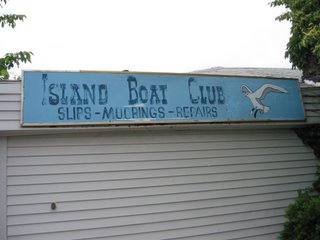 ISLAND BOAT CLUB
SLIPS - MOORINGS - REPAIRS